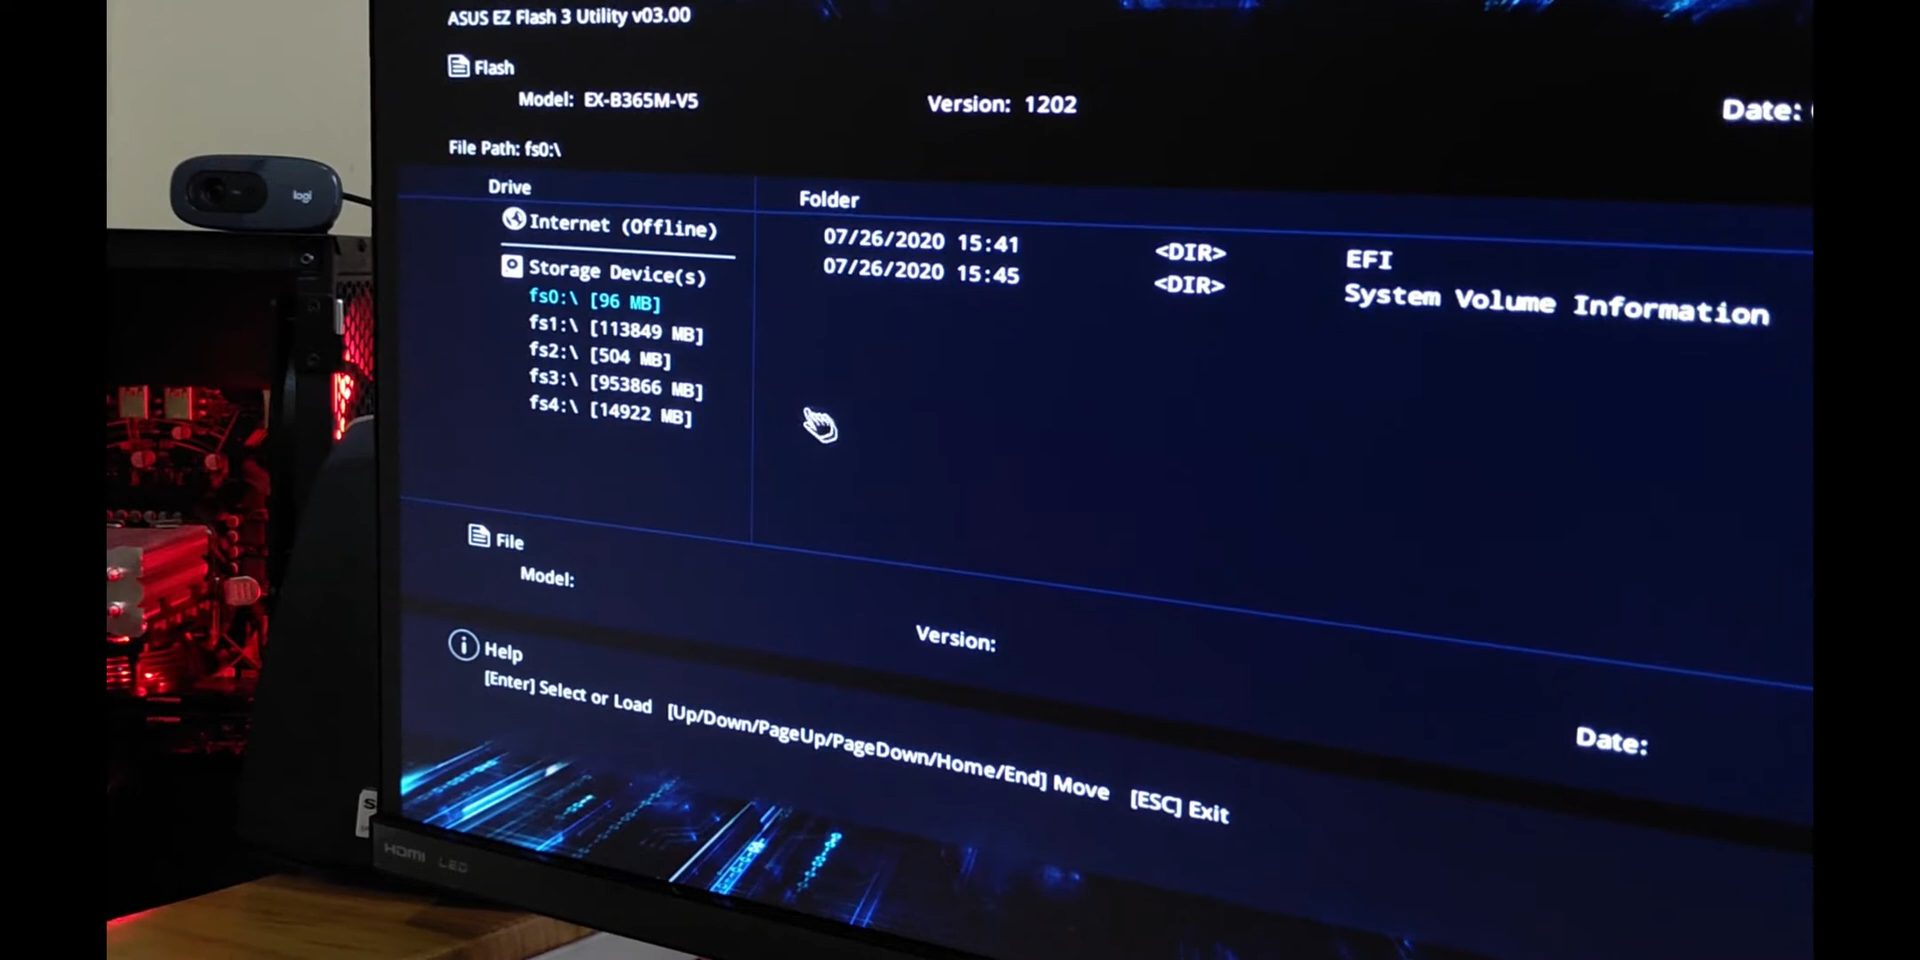 ASUS EZ Flash 3 Utility v03.00
Flash
Model: EX-B365M-V5
Version: 1202
Date:
File Path: fs0:\
Drive
Folder
Internet (Offline)
Storage Device(s)
fs0:\ [96 MB]
fs1:\ [113849 MB]
fs2:\ [504 MB]
fs3:\ [953866 MB]
fs4:\ [14922 MB]
07/26/2020 15:41 <DIR> EFI
07/26/2020 15:45 <DIR> System Volume Information
File
Model:
Version:
Date:
Help
[Enter] Select or Load [Up/Down/PageUp/PageDown/Home/End] Move [ESC] Exit
logi
HDMI LED